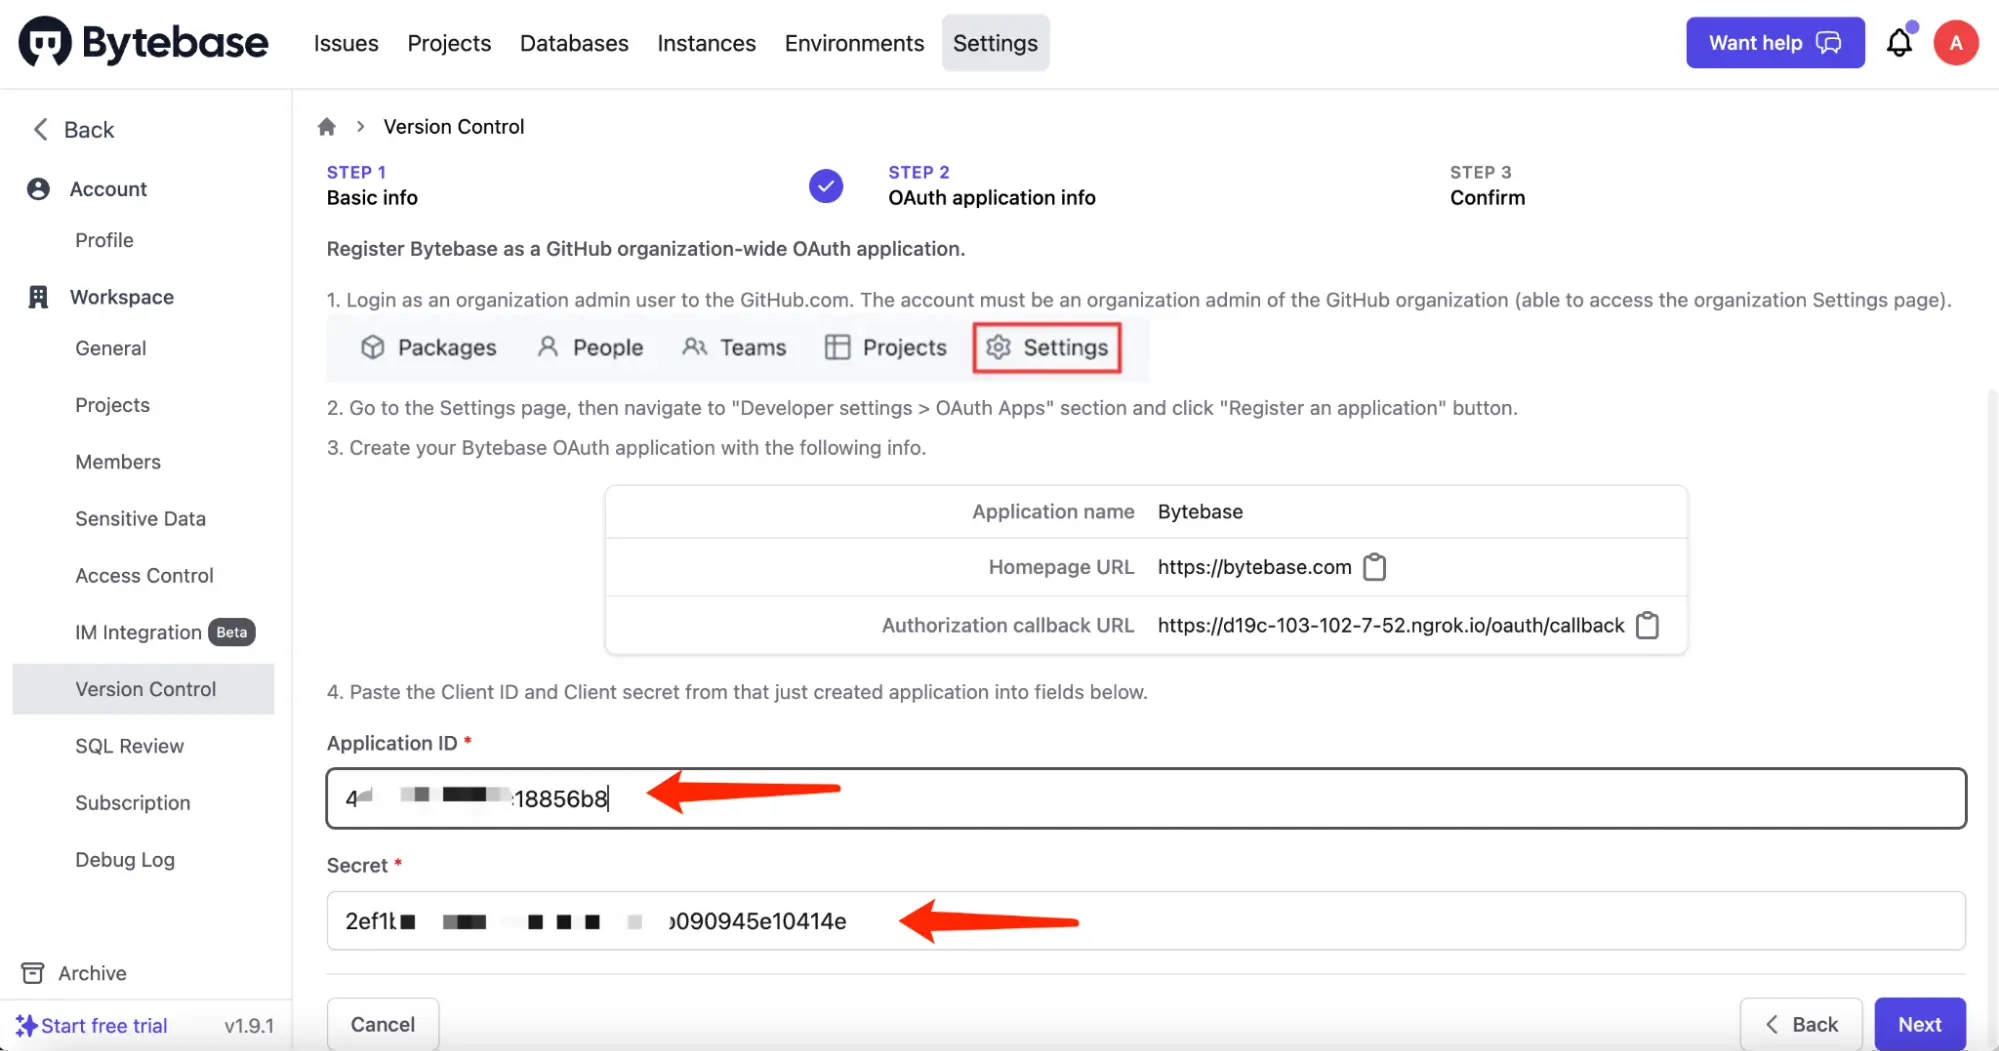 Bytebase Issues Projects Databases Instances Environments Settings Want help A
Back
Account
Profile
Workspace
General
Projects
Members
Sensitive Data
Access Control
IM Integration Beta
Version Control
SQL Review
Subscription
Debug Log
Archive
Start free trial v1.9.1
Version Control
STEP 1
Basic info
STEP 2
OAuth application info
STEP 3
Confirm
Register Bytebase as a GitHub organization-wide OAuth application.
1. Login as an organization admin user to the GitHub.com. The account must be an organization admin of the GitHub organization (able to access the organization Settings page).
Packages People Teams Projects Settings
2. Go to the Settings page, then navigate to "Developer settings > OAuth Apps" section and click "Register an application" button.
3. Create your Bytebase OAuth application with the following info.
Application name Bytebase
Homepage URL https://bytebase.com
Authorization callback URL https://d19c-103-102-7-52.ngrok.io/oauth/callback
4. Paste the Client ID and Client secret from that just created application into fields below.
Application ID *
4 18856b8
Secret *
2ef1 090945e10414e
Cancel Back Next